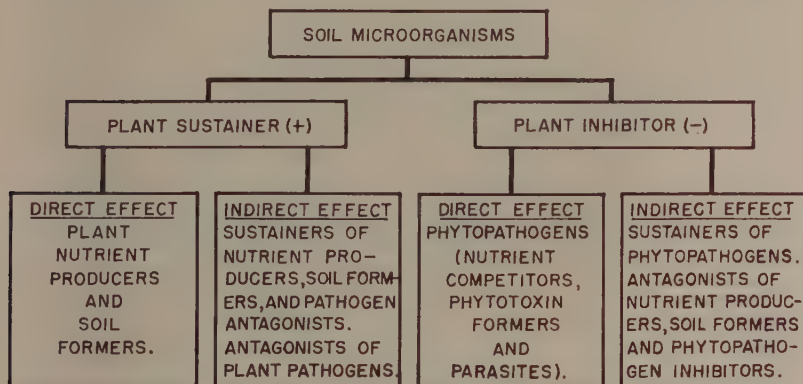 SOIL MICROORGANISMS
PLANT SUSTAINER (+)
PLANT INHIBITOR (-)
DIRECT EFFECT
PLANT
NUTRIENT
PRODUCERS
AND
SOIL
FORMERS.
INDIRECT EFFECT
SUSTAINERS OF
NUTRIENT PRO-
DUCERS, SOIL FORM-
ERS, AND PATHOGEN
ANTAGONISTS.
ANTAGONISTS OF
PLANT PATHOGENS.
DIRECT EFFECT
PHYTOPATHOGENS
(NUTRIENT
COMPETITORS,
PHYTOTOXIN
FORMERS
AND
PARASITES).
INDIRECT EFFECT
SUSTAINERS OF
PHYTOPATHOGENS.
ANTAGONISTS OF
NUTRIENT PRODUC-
ERS, SOIL FORMERS
AND PHYTOPATHO-
GEN INHIBITORS.